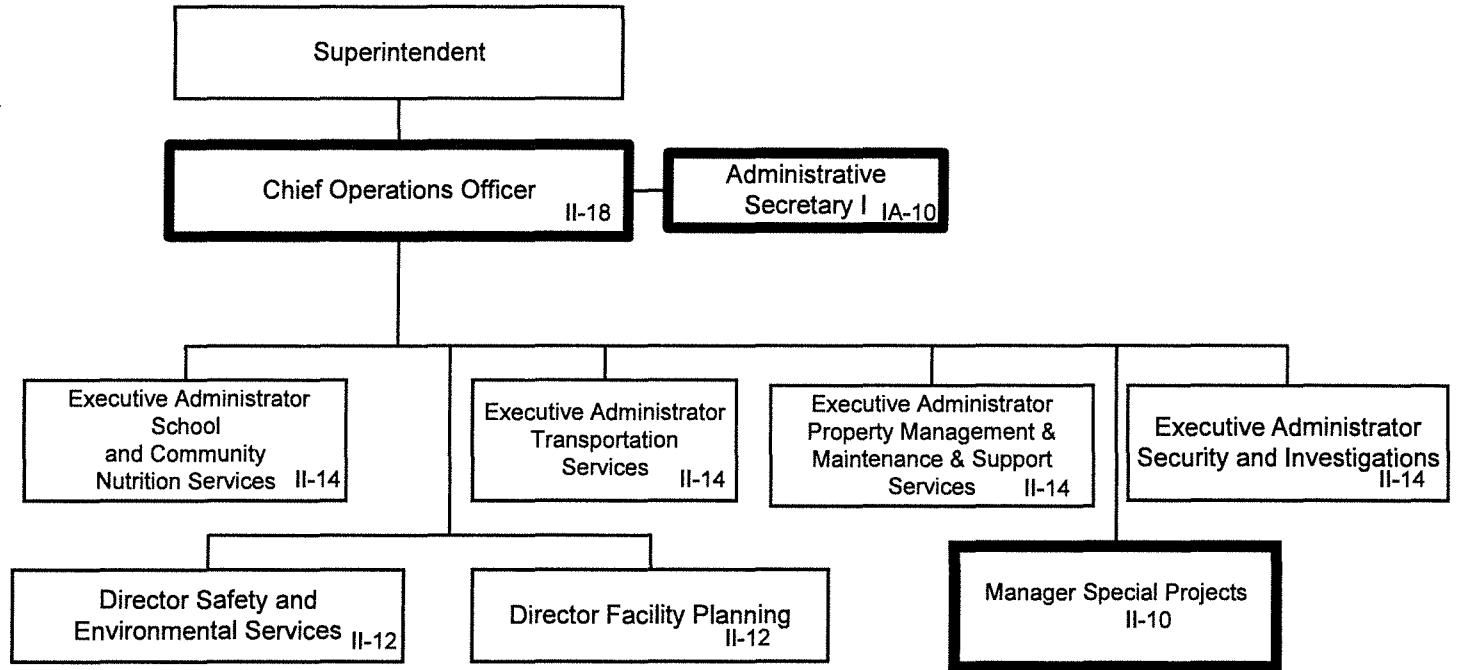 Superintendent
Chief Operations Officer
II-18
Administrative
Secretary I IA-10
Executive Administrator
School
and Community
Nutrition Services II-14
Executive Administrator
Transportation
Services
II-14
Executive Administrator
Property Management &
Maintenance & Support
Services II-14
Executive Administrator
Security and Investigations
II-14
Director Safety and
Environmental Services II-12
Director Facility Planning
II-12
Manager Special Projects
II-10